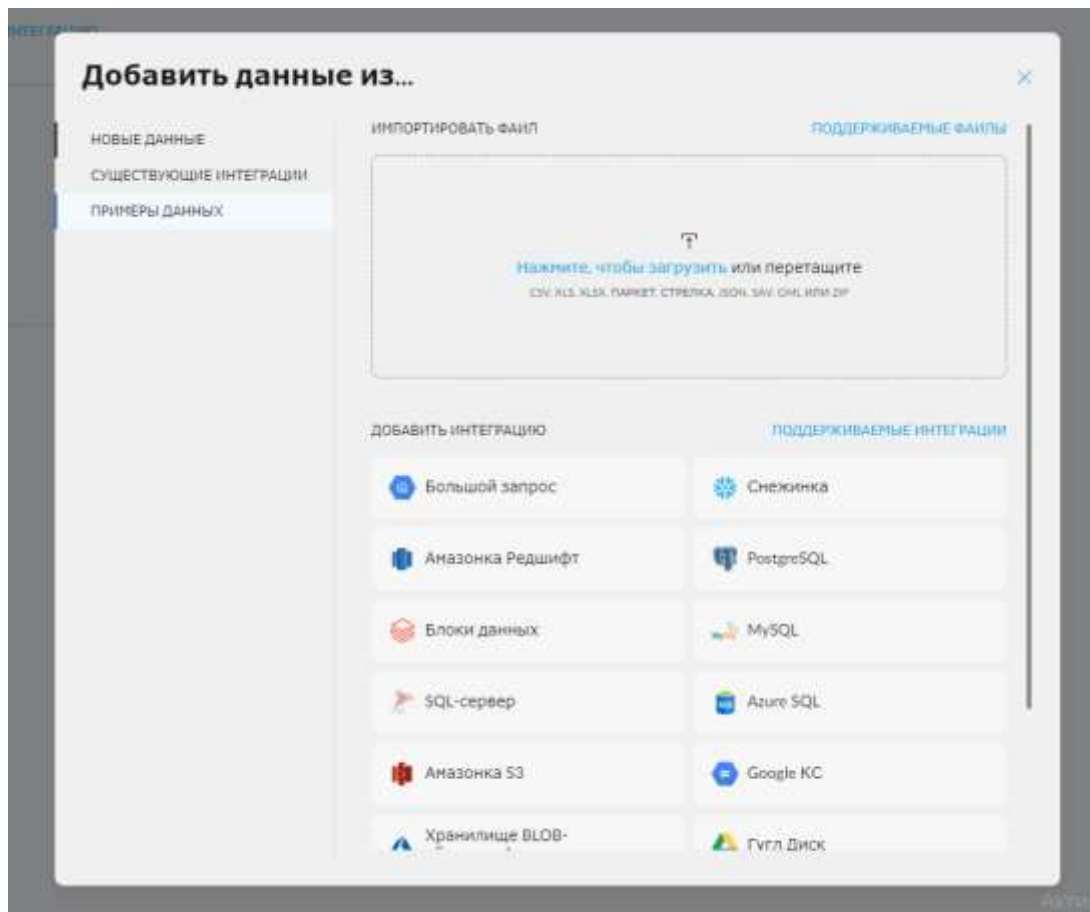 Добавить данные из...
НОВЫЕ ДАННЫЕ
СУЩЕСТВУЮЩИЕ ИНТЕГРАЦИИ
ПРИМЕРЫ ДАННЫХ
ИМПОРТИРОВАТЬ ФАЙЛ ПОДДЕРЖИВАЕМЫЕ ФАЙЛЫ
Нажмите, чтобы загрузить или перетащите
CSV, XLS, XLSX, ПАРКЕТ, СТРЕЛКА, JSON, SAV, GML ИЛИ ZIP
ДОБАВИТЬ ИНТЕГРАЦИЮ ПОДДЕРЖИВАЕМЫЕ ИНТЕГРАЦИИ
Большой запрос Снежинка
Амазонка Редшифт PostgreSQL
Блоки данных MySQL
SQL-сервер Azure SQL
Амазонка S3 Google КС
Хранилище BLOB- Гугл Диск